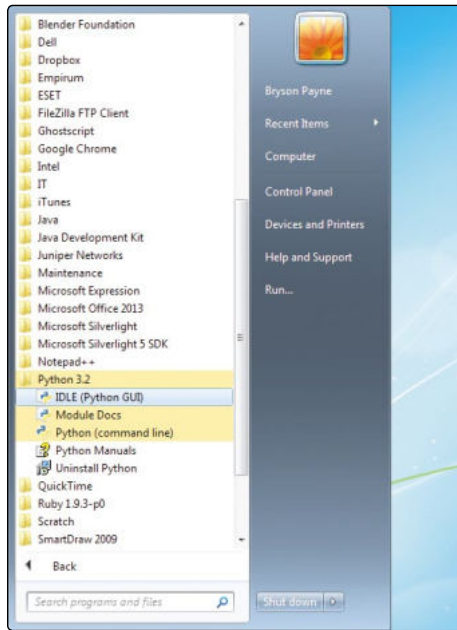 Blender Foundation
Dell
Dropbox
Empirum
ESET
FileZilla FTP Client
Ghostscript
Google Chrome
Intel
IT
iTunes
Java
Java Development Kit
Juniper Networks
Maintenance
Microsoft Expression
Microsoft Office 2013
Microsoft Silverlight
Microsoft Silverlight 5 SDK
Notepad++
Python 3.2
IDLE (Python GUI)
Module Docs
Python (command line)
Python Manuals
Uninstall Python
QuickTime
Ruby 1.9.3-p0
Scratch
SmartDraw 2009
Back
Search programs and files
Bryson Payne
Recent Items
Computer
Control Panel
Devices and Printers
Help and Support
Run...
Shut down